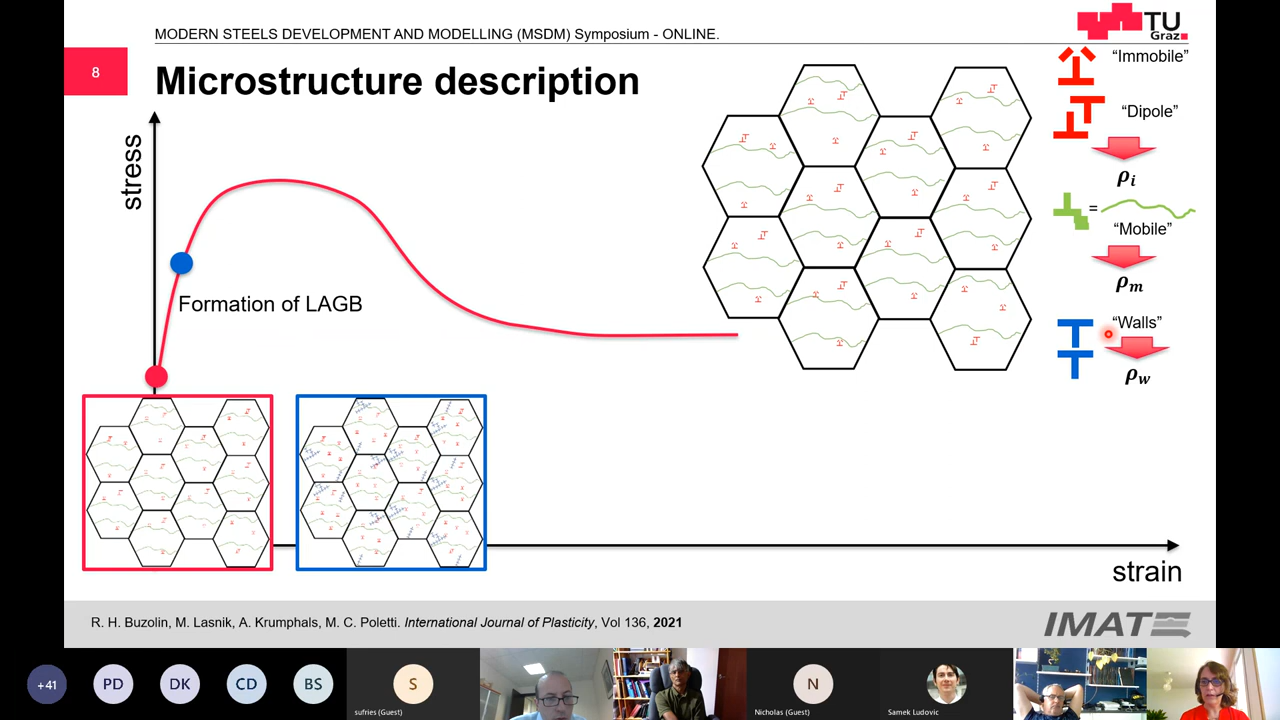 MODERN STEELS DEVELOPMENT AND MODELLING (MSDM) Symposium - ONLINE.
TU
Graz
8
Microstructure description
"Immobile"
"Dipole"
ρi
=
"Mobile"
ρm
"Walls"
ρw
stress
Formation of LAGB
strain
R. H. Buzolin, M. Lasnik, A. Krumphals, M. C. Poletti. International Journal of Plasticity, Vol 136, 2021
IMAT
+41
PD
DK
CD
BS
S
sufries (Guest)
N
Nicholas (Guest)
Samek Ludovic